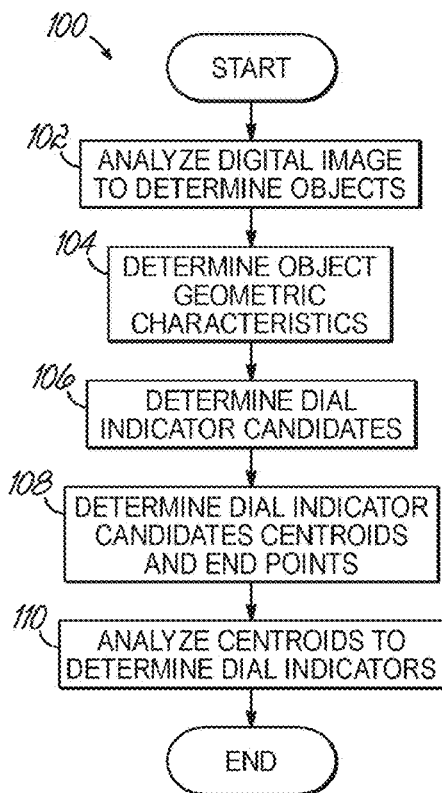 100
START
102
ANALYZE DIGITAL IMAGE
TO DETERMINE OBJECTS
104
DETERMINE OBJECT
GEOMETRIC
CHARACTERISTICS
106
DETERMINE DIAL
INDICATOR CANDIDATES
108
DETERMINE DIAL INDICATOR
CANDIDATES CENTROIDS
AND END POINTS
110
ANALYZE CENTROIDS TO
DETERMINE DIAL INDICATORS
END